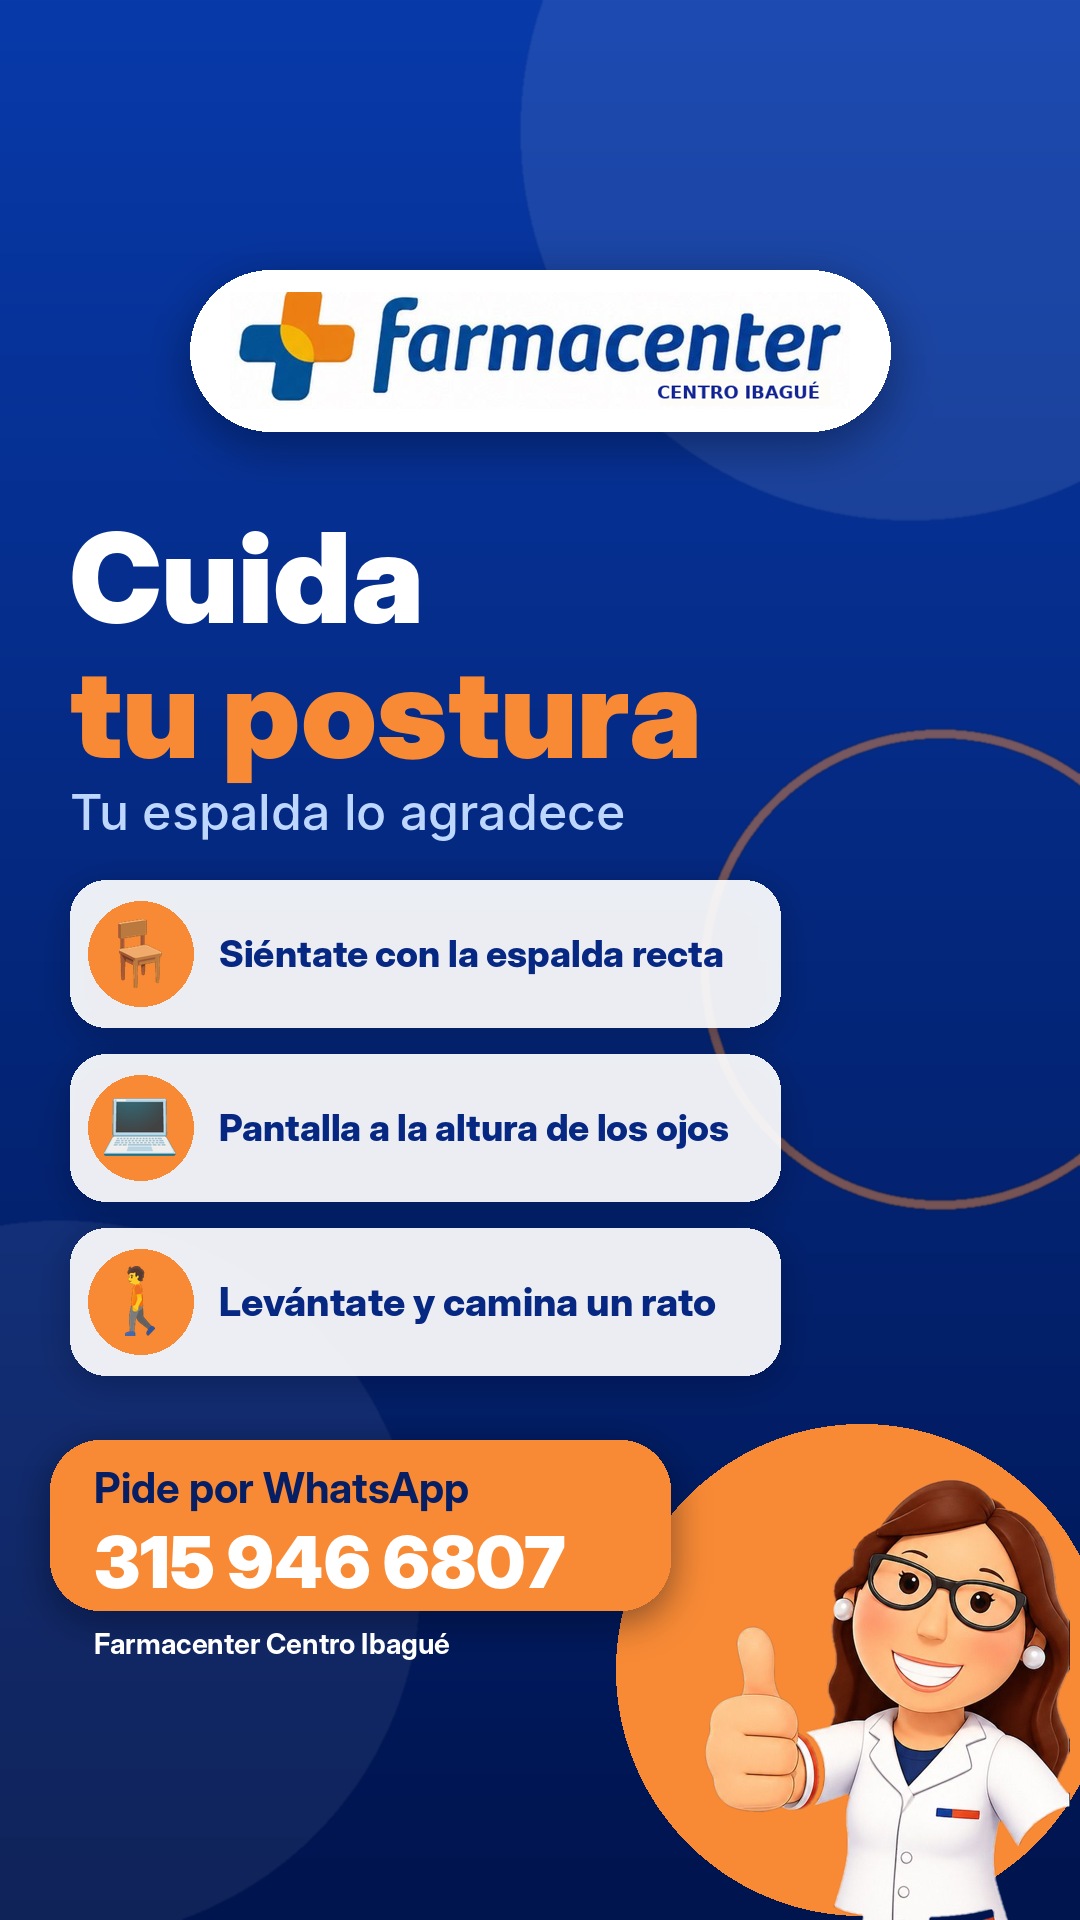 farmacenter
CENTRO IBAGUÉ
Cuida
tu postura
Tu espalda lo agradece
Siéntate con la espalda recta
Pantalla a la altura de los ojos
Levántate y camina un rato
Pide por WhatsApp
315 946 6807
Farmacenter Centro Ibagué